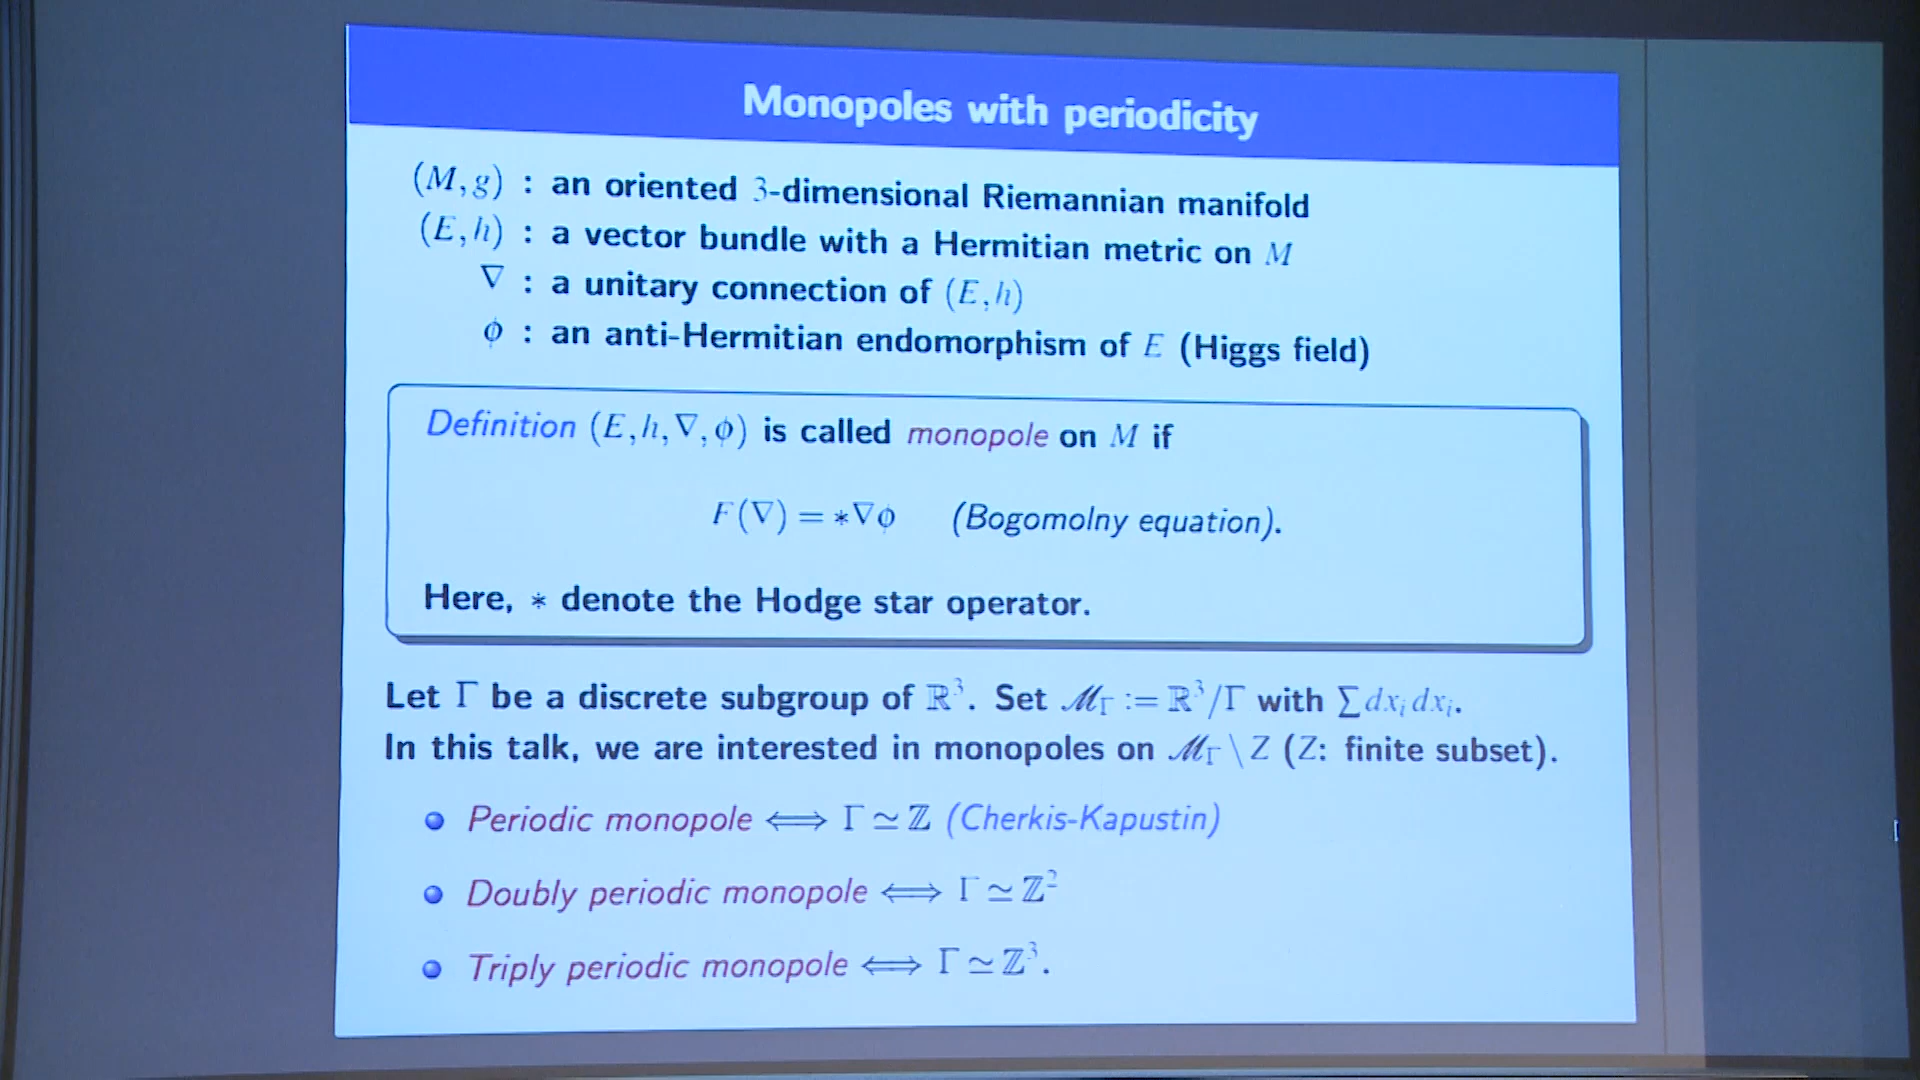 Monopoles with periodicity
(M,g) : an oriented 3-dimensional Riemannian manifold
(E,h) : a vector bundle with a Hermitian metric on M
∇ : a unitary connection of (E,h)
ϕ : an anti-Hermitian endomorphism of E (Higgs field)
Definition (E,h,∇,ϕ) is called monopole on M if
F(∇) = *∇ϕ (Bogomolny equation).
Here, * denote the Hodge star operator.
Let Γ be a discrete subgroup of ℝ³. Set ℳ_Γ := ℝ³/Γ with ∑dx_i dx_i.
In this talk, we are interested in monopoles on ℳ_Γ \ Z (Z: finite subset).
Periodic monopole ⟺ Γ ≃ ℤ (Cherkis-Kapustin)
Doubly periodic monopole ⟺ Γ ≃ ℤ²
Triply periodic monopole ⟺ Γ ≃ ℤ³.